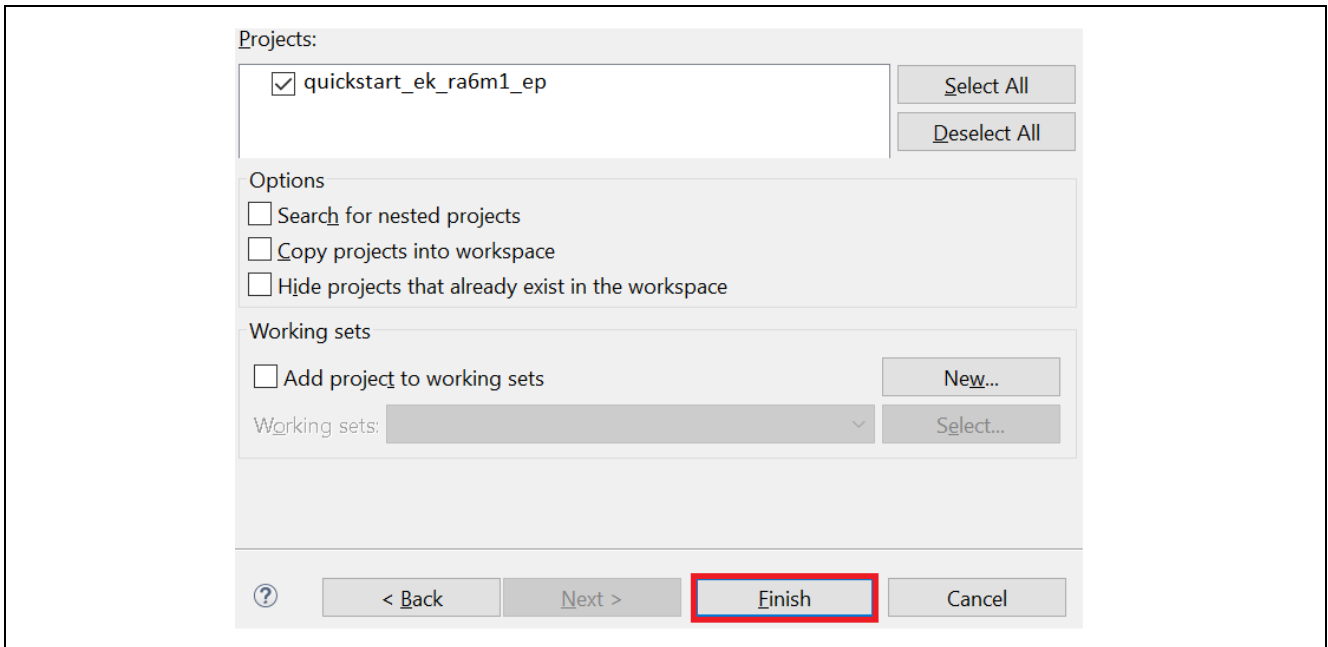 Projects:
quickstart_ek_ra6m1_ep
Select All
Deselect All
Options
Search for nested projects
Copy projects into workspace
Hide projects that already exist in the workspace
Working sets
Add project to working sets
New...
Working sets:
Select...
?
< Back
Next >
Finish
Cancel